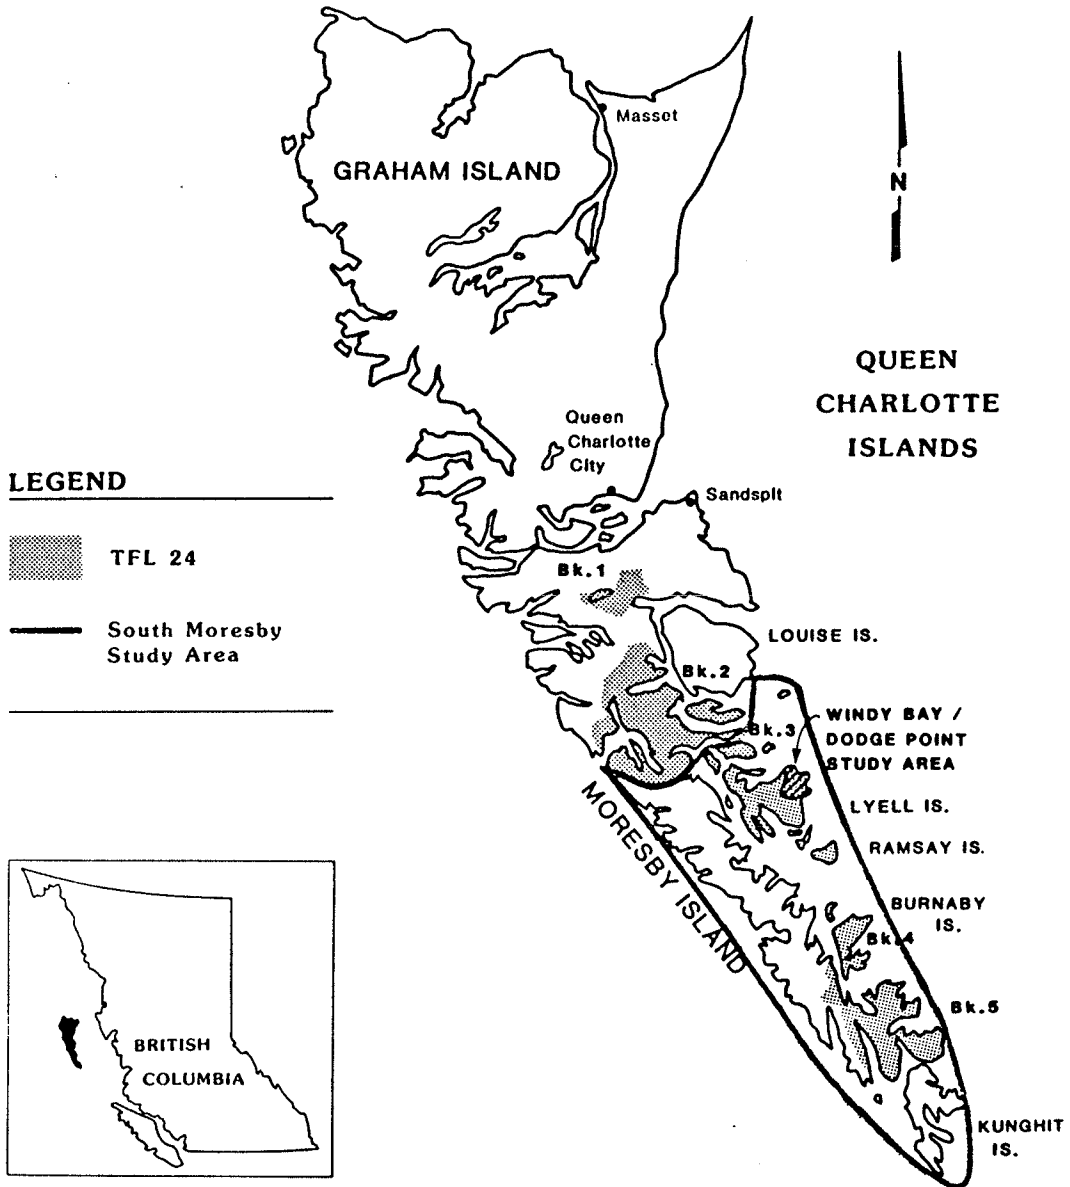 Masset
GRAHAM ISLAND
N
QUEEN
CHARLOTTE
ISLANDS
Queen
Charlotte
City
Sandspit
LEGEND
TFL 24
South Moresby
Study Area
Bk.1
LOUISE IS.
Bk.2
WINDY BAY /
DODGE POINT
STUDY AREA
Bk.3
LYELL IS.
RAMSAY IS.
MORESBY ISLAND
BURNABY
IS.
Bk.4
Bk.5
KUNGHIT
IS.
BRITISH
COLUMBIA